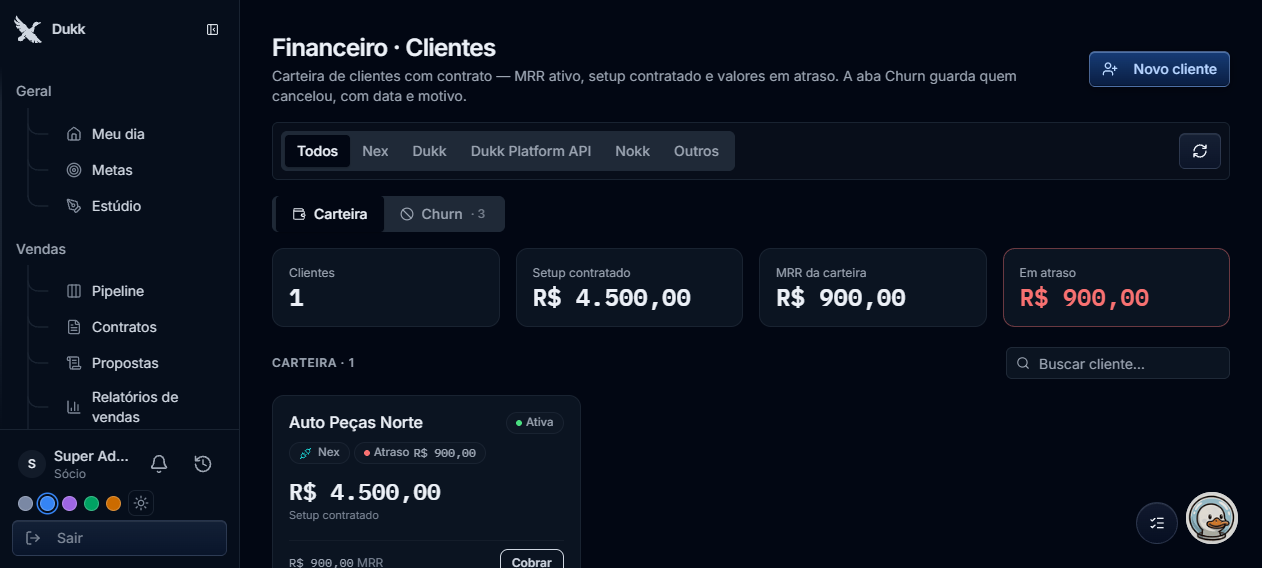 Dukk
Geral
Meu dia
Metas
Estúdio
Vendas
Pipeline
Contratos
Propostas
Relatórios de
vendas
S
Super Ad...
Sócio
Sair
Financeiro · Clientes
Carteira de clientes com contrato — MRR ativo, setup contratado e valores em atraso. A aba Churn guarda quem
cancelou, com data e motivo.
Novo cliente
Todos Nex Dukk Dukk Platform API Nokk Outros
Carteira Churn · 3
Clientes
1
Setup contratado
R$ 4.500,00
MRR da carteira
R$ 900,00
Em atraso
R$ 900,00
CARTEIRA · 1
Buscar cliente...
Auto Peças Norte
Ativa
Nex
Atraso R$ 900,00
R$ 4.500,00
Setup contratado
R$ 900,00 MRR
Cobrar